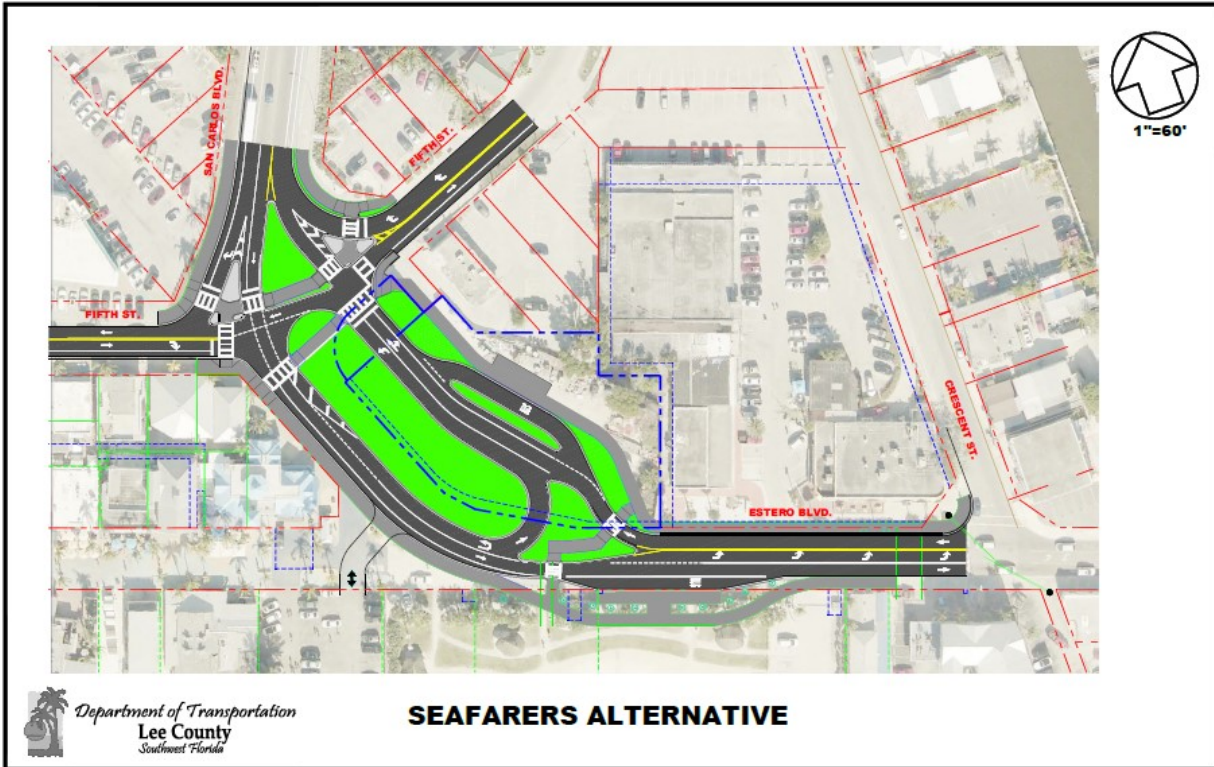 SAN CARLOS BLVD.
FIFTH ST.
1"=60'
FIFTH ST.
CRESCENT ST.
ESTERO BLVD.
Department of Transportation
Lee County
Southwest Florida
SEAFARERS ALTERNATIVE